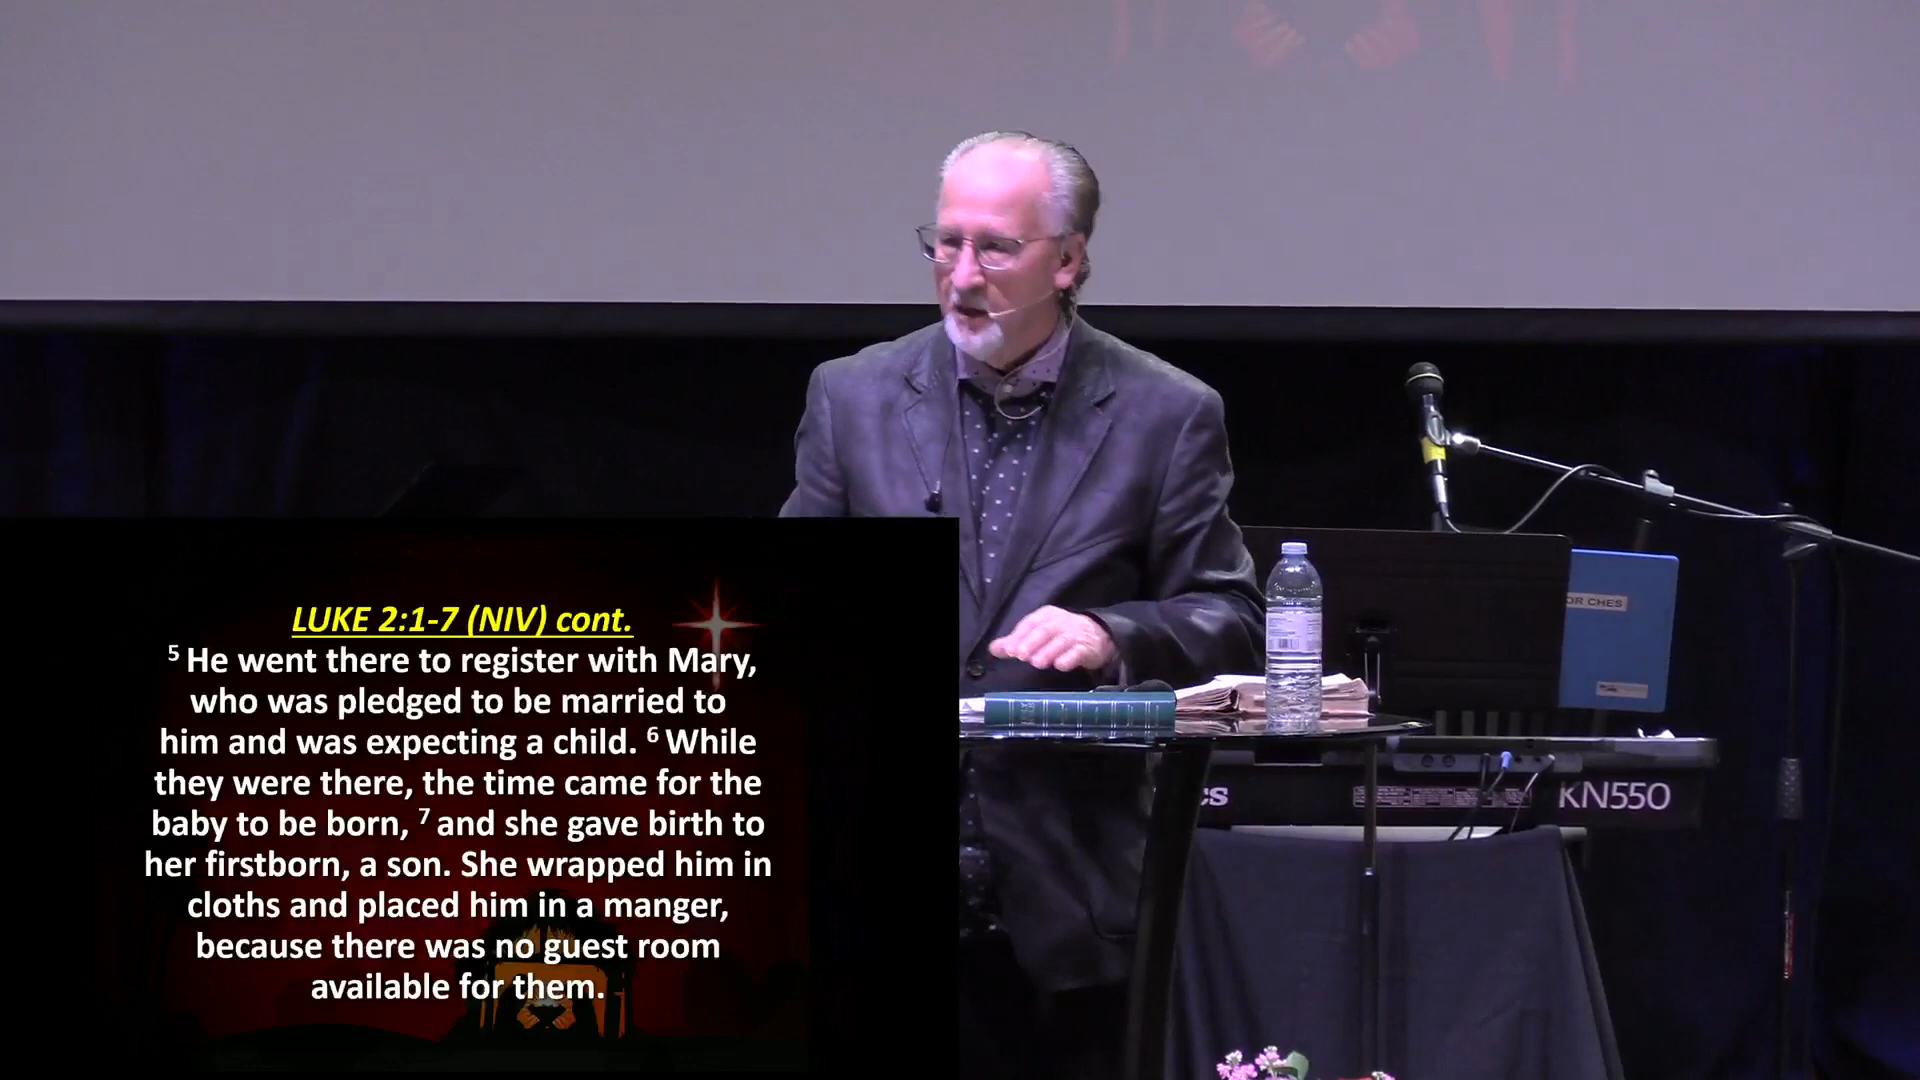 LUKE 2:1-7 (NIV) cont.
⁵ He went there to register with Mary,
who was pledged to be married to
him and was expecting a child. ⁶ While
they were there, the time came for the
baby to be born, ⁷ and she gave birth to
her firstborn, a son. She wrapped him in
cloths and placed him in a manger,
because there was no guest room
available for them.
OR CHES
CS
KN550